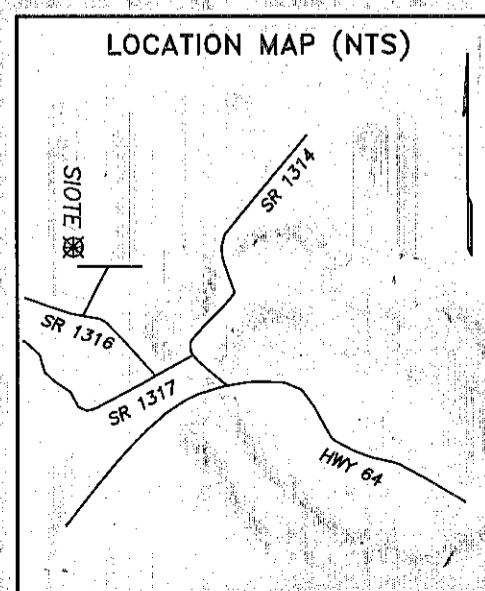 LOCATION MAP (NTS)
SR 1314
SIOTE
SR 1316
SR 1317
HWY 64